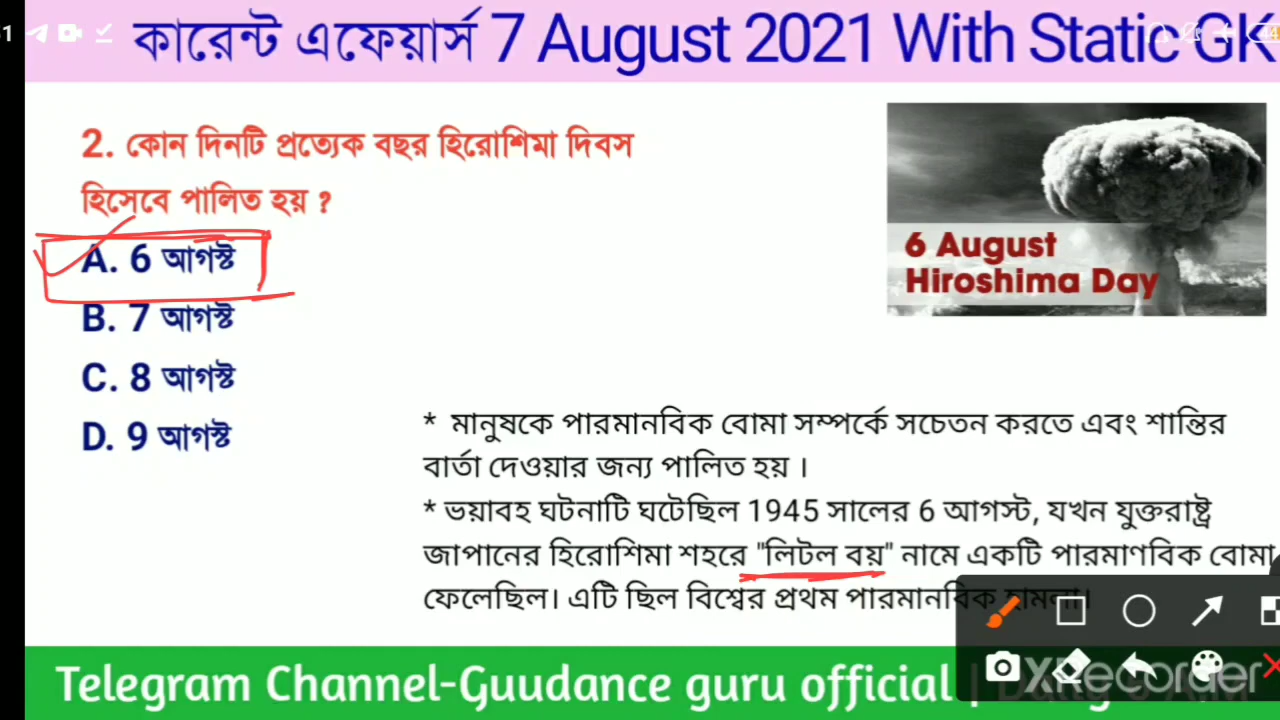 কারেন্ট এফেয়ার্স 7 August 2021 With Static GK
2. কোন দিনটি প্রত্যেক বছর হিরোশিমা দিবস
হিসেবে পালিত হয় ?
A. 6 আগস্ট
B. 7 আগস্ট
C. 8 আগস্ট
D. 9 আগস্ট
6 August
Hiroshima Day
* মানুষকে পারমানবিক বোমা সম্পর্কে সচেতন করতে এবং শান্তির
বার্তা দেওয়ার জন্য পালিত হয় ।
* ভয়াবহ ঘটনাটি ঘটেছিল 1945 সালের 6 আগস্ট, যখন যুক্তরাষ্ট্র
জাপানের হিরোশিমা শহরে "লিটল বয়" নামে একটি পারমাণবিক বোমা
ফেলেছিল। এটি ছিল বিশ্বের প্রথম পারমানবিক হামলা।
Telegram Channel-Guudance guru official |
XRecorder